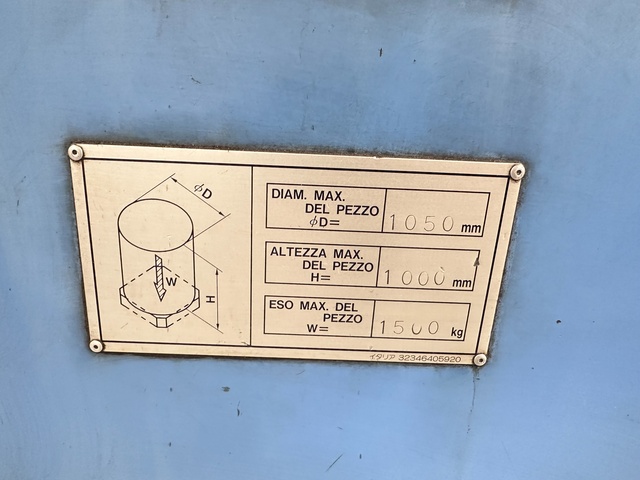 φD
W
H
DIAM. MAX.
DEL PEZZO
φD= 1050 mm
ALTEZZA MAX.
DEL PEZZO
H= 1000 mm
ESO MAX. DEL
PEZZO
W= 1500 kg
イタリア 32346405920